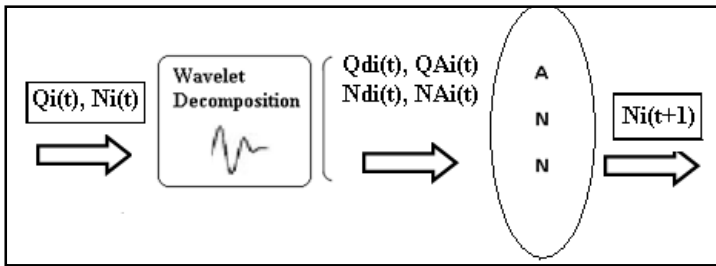 Qi(t), Ni(t)
Wavelet
Decomposition
Qdi(t), QAi(t)
Ndi(t), NAi(t)
A
N
N
Ni(t+1)